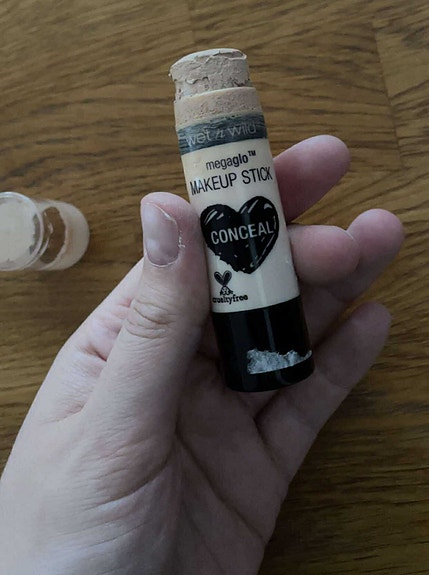 wet n wild
megaglo™
MAKEUP STICK
CONCEAL
crueltyfree